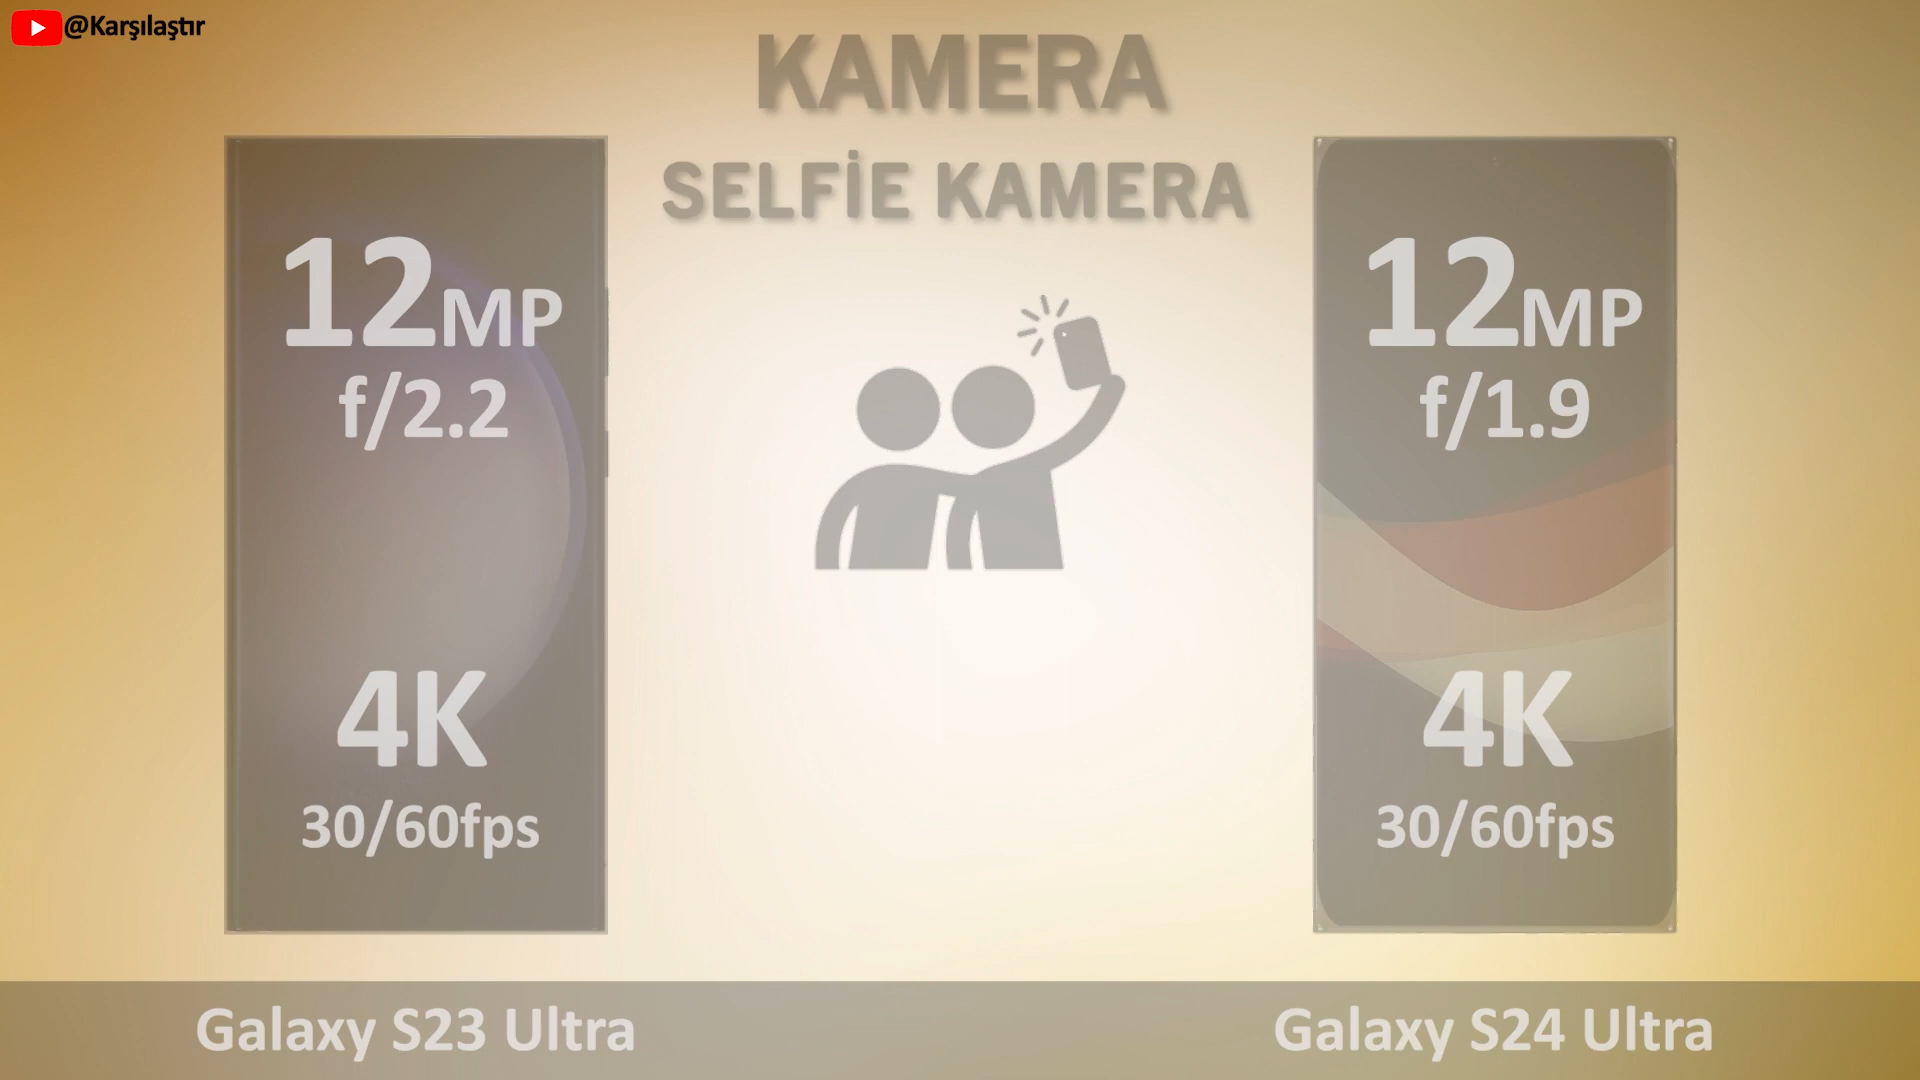 @Karşılaştır
KAMERA
SELFİE KAMERA
12MP
f/2.2
4K
30/60fps
12MP
f/1.9
4K
30/60fps
Galaxy S23 Ultra
Galaxy S24 Ultra